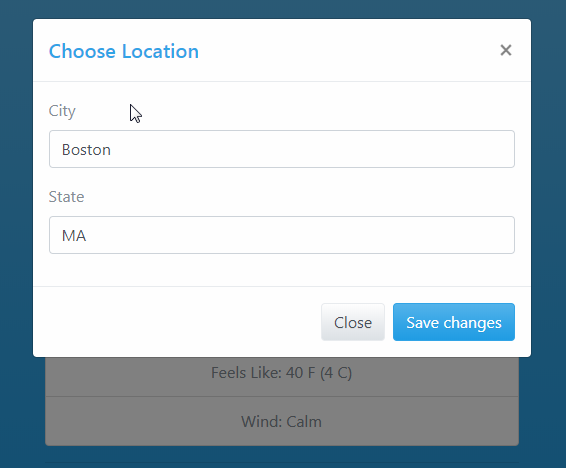 Choose Location ×
City
Boston
State
MA
Close Save changes
Feels Like: 40 F (4 C)
Wind: Calm